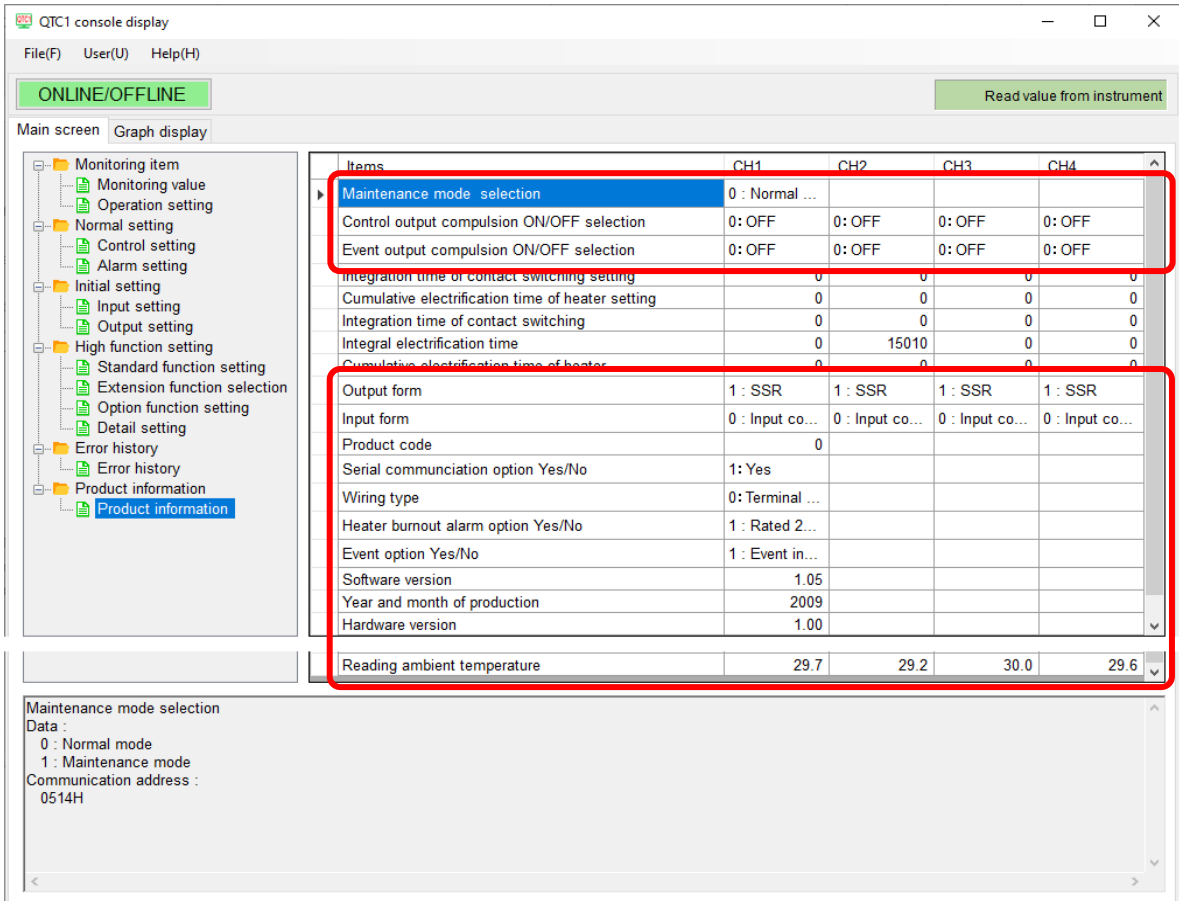 QTC1 console display
File(F) User(U) Help(H)
ONLINE/OFFLINE
Read value from instrument
Main screen Graph display
Monitoring item
Monitoring value
Operation setting
Normal setting
Control setting
Alarm setting
Initial setting
Input setting
Output setting
High function setting
Standard function setting
Extension function selection
Option function setting
Detail setting
Error history
Error history
Product information
Product information
Items CH1 CH2 CH3 CH4
Maintenance mode selection 0 : Normal ...
Control output compulsion ON/OFF selection 0: OFF 0: OFF 0: OFF 0: OFF
Event output compulsion ON/OFF selection 0: OFF 0: OFF 0: OFF 0: OFF
Integration time of contact switching setting 0 0 0 0
Cumulative electrification time of heater setting 0 0 0 0
Integration time of contact switching 0 0 0 0
Integral electrification time 0 15010 0 0
Cumulative electrification time of heater 0 0 0 0
Output form 1 : SSR 1 : SSR 1 : SSR 1 : SSR
Input form 0 : Input co... 0 : Input co... 0 : Input co... 0 : Input co...
Product code 0
Serial communciation option Yes/No 1: Yes
Wiring type 0: Terminal ...
Heater burnout alarm option Yes/No 1 : Rated 2...
Event option Yes/No 1 : Event in...
Software version 1.05
Year and month of production 2009
Hardware version 1.00
Reading ambient temperature 29.7 29.2 30.0 29.6
Maintenance mode selection
Data :
0 : Normal mode
1 : Maintenance mode
Communication address :
0514H